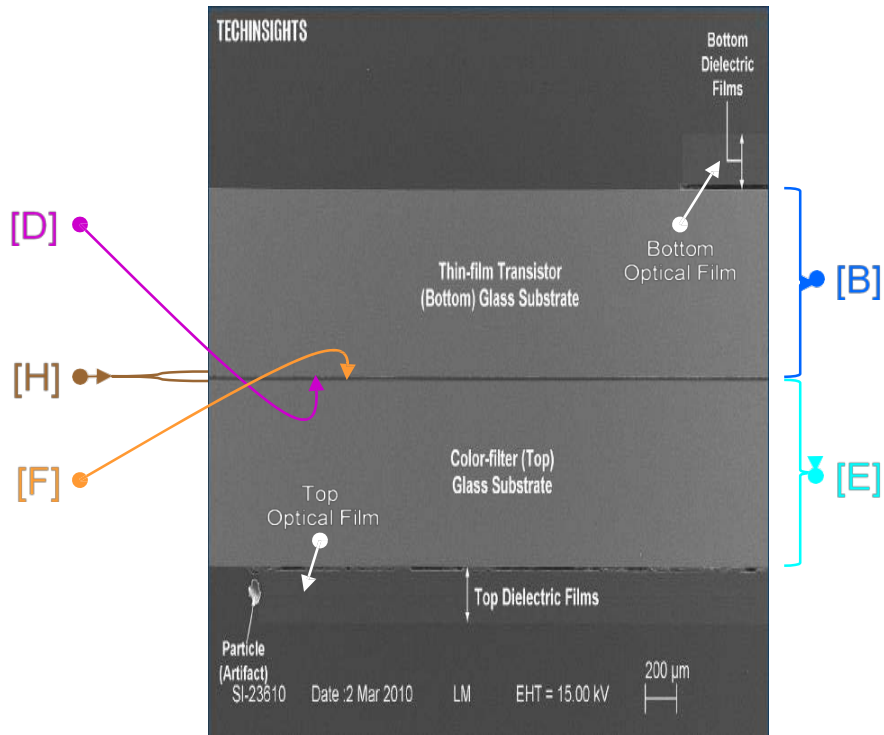 TECHINSIGHTS
Bottom
Dielectric
Films
[D]
Bottom
Optical Film
Thin-film Transistor
(Bottom) Glass Substrate
[B]
[H]
Color-filter (Top)
Glass Substrate
[F]
[E]
Top
Optical Film
Top Dielectric Films
Particle
(Artifact)
200 µm
SI-23610 Date :2 Mar 2010 LM EHT = 15.00 kV